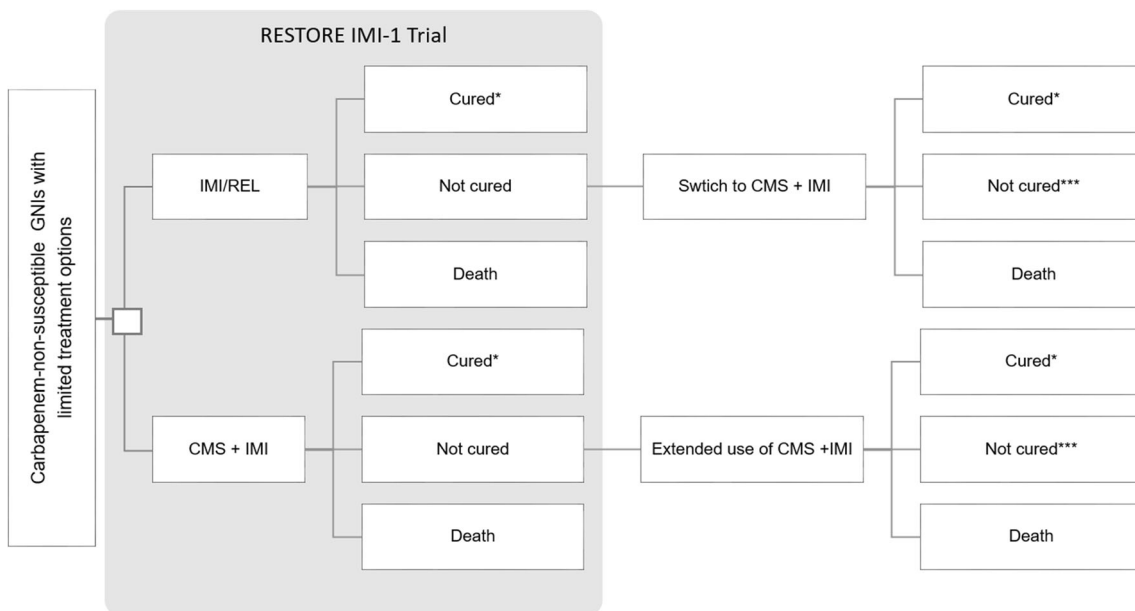 RESTORE IMI-1 Trial
Carbapenem-non-susceptible GNIs with
limited treatment options
IMI/REL
Cured*
Not cured
Death
Swtich to CMS + IMI
Cured*
Not cured***
Death
CMS + IMI
Cured*
Not cured
Death
Extended use of CMS +IMI
Cured*
Not cured***
Death